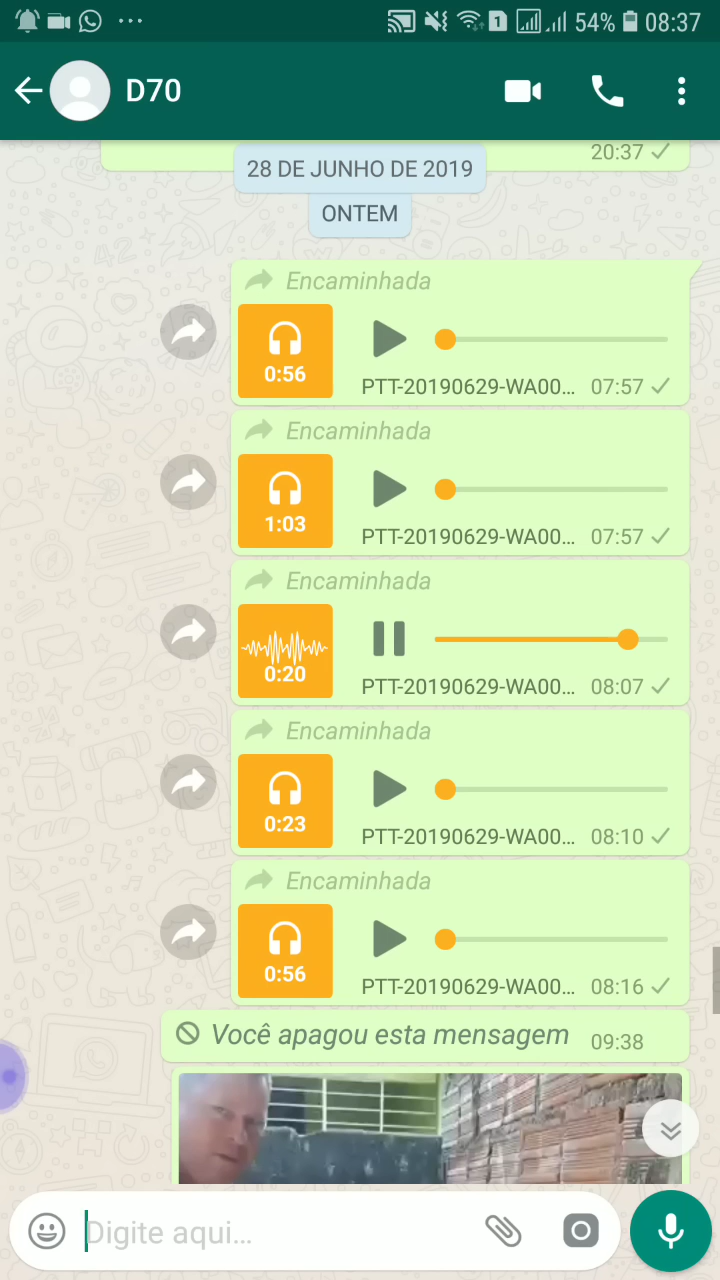 54% 08:37
D70
20:37
28 DE JUNHO DE 2019
ONTEM
Encaminhada
0:56
PTT-20190629-WA00... 07:57
Encaminhada
1:03
PTT-20190629-WA00... 07:57
Encaminhada
0:20
PTT-20190629-WA00... 08:07
Encaminhada
0:23
PTT-20190629-WA00... 08:10
Encaminhada
0:56
PTT-20190629-WA00... 08:16
Você apagou esta mensagem 09:38
Digite aqui...